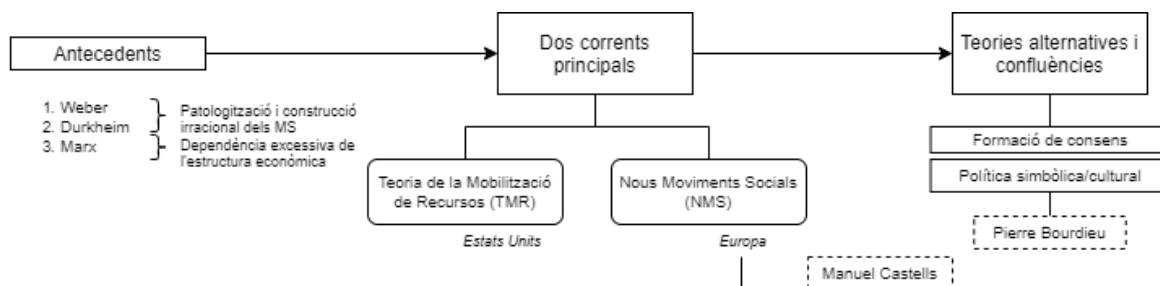 Antecedents
1. Weber
2. Durkheim
3. Marx
Patologització i construcció
irracional dels MS
Dependència excessiva de
l'estructura econòmica
Dos corrents
principals
Teoria de la Mobilització
de Recursos (TMR)
Estats Units
Nous Moviments Socials
(NMS)
Europa
Manuel Castells
Teories alternatives i
confluències
Formació de consens
Política simbòlica/cultural
Pierre Bourdieu